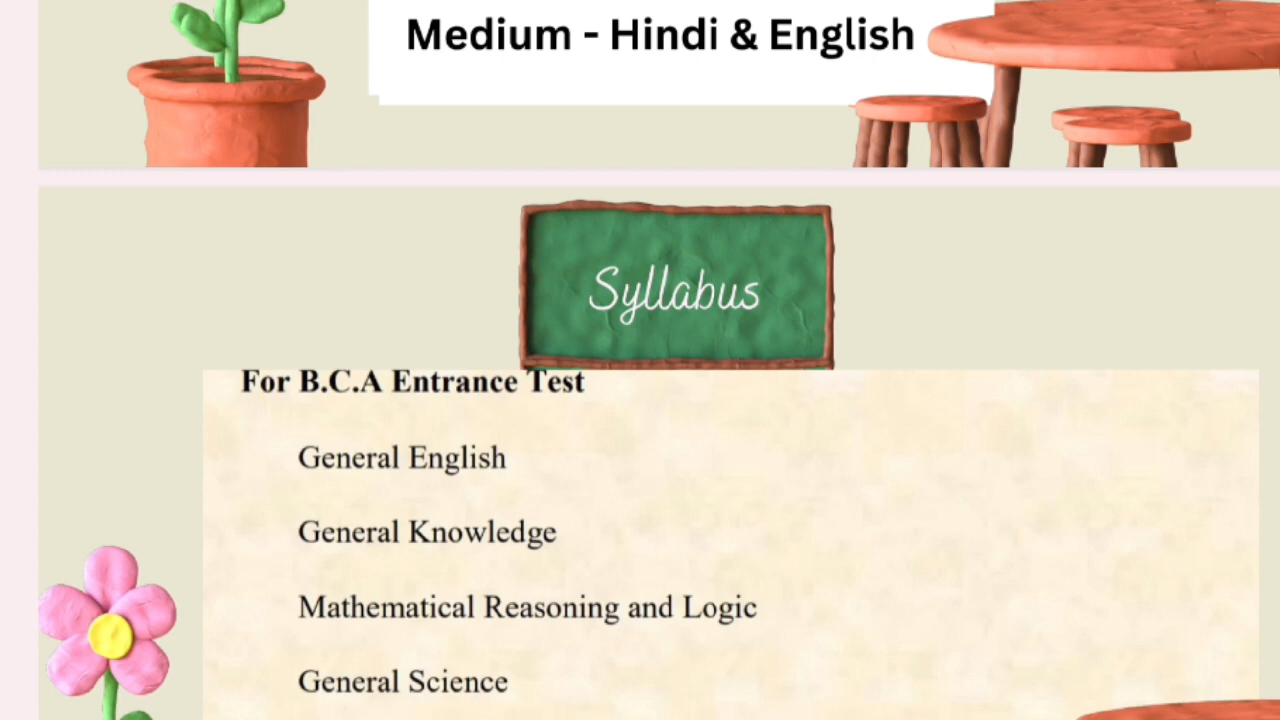 Medium - Hindi & English
Syllabus
For B.C.A Entrance Test
General English
General Knowledge
Mathematical Reasoning and Logic
General Science